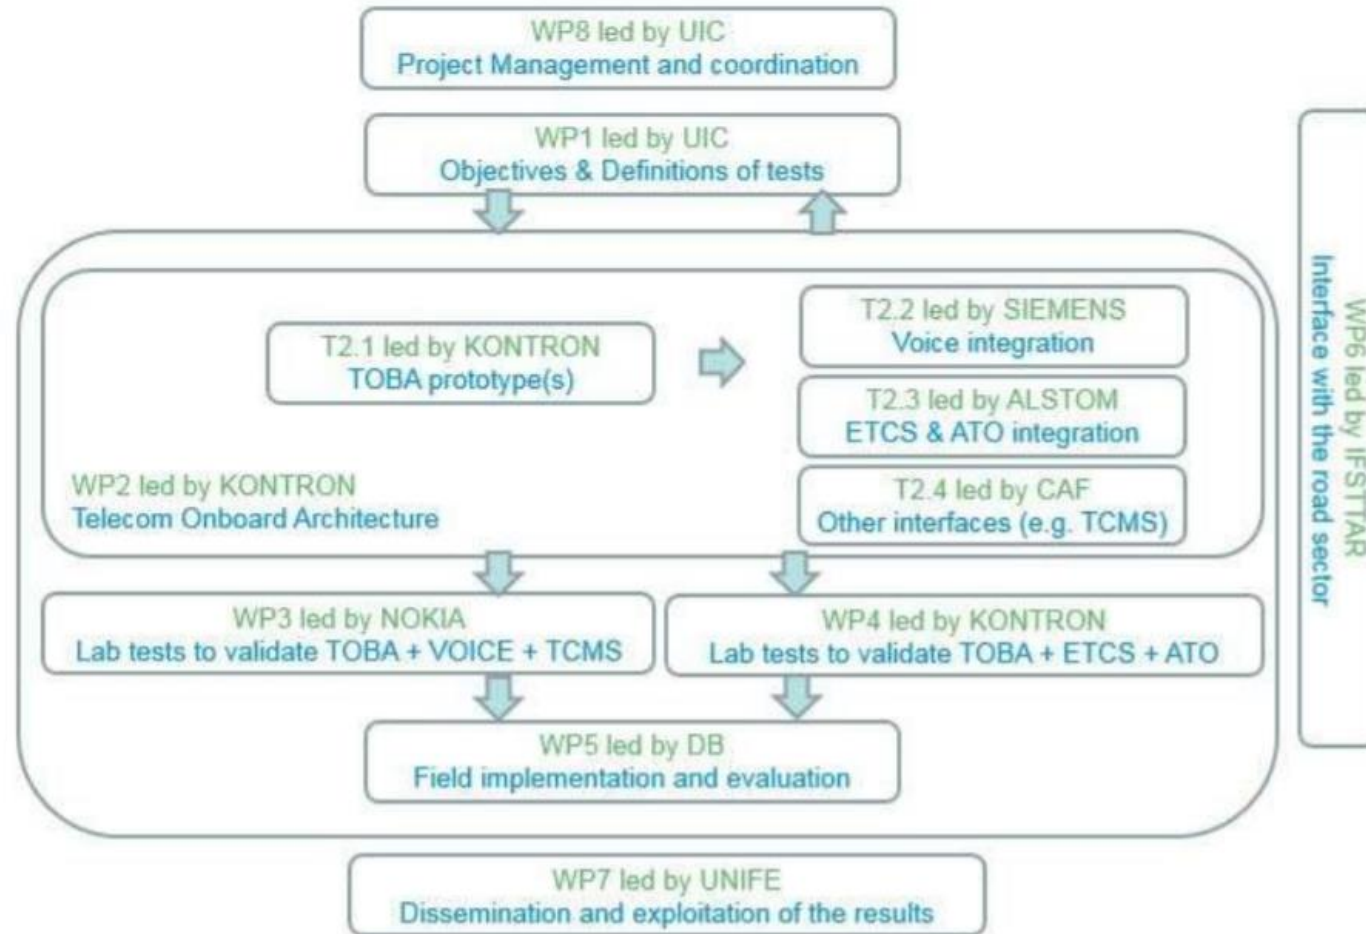 WP8 led by UIC
Project Management and coordination
WP1 led by UIC
Objectives & Definitions of tests
T2.1 led by KONTRON
TOBA prototype(s)
T2.2 led by SIEMENS
Voice integration
T2.3 led by ALSTOM
ETCS & ATO integration
T2.4 led by CAF
Other interfaces (e.g. TCMS)
WP2 led by KONTRON
Telecom Onboard Architecture
WP3 led by NOKIA
Lab tests to validate TOBA + VOICE + TCMS
WP4 led by KONTRON
Lab tests to validate TOBA + ETCS + ATO
WP5 led by DB
Field implementation and evaluation
WP7 led by UNIFE
Dissemination and exploitation of the results
WP6 led by IFSTTAR
Interface with the road sector